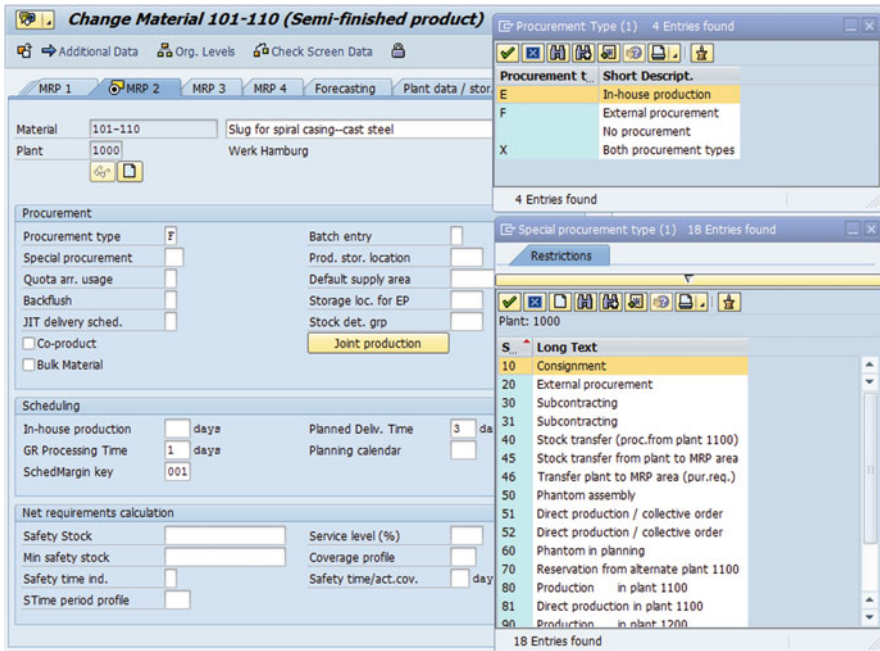 Change Material 101-110 (Semi-finished product)
Additional Data Org. Levels Check Screen Data
MRP 1 MRP 2 MRP 3 MRP 4 Forecasting Plant data / stor.
Material 101-110 Slug for spiral casing--cast steel
Plant 1000 Werk Hamburg
Procurement
Procurement type F Batch entry
Special procurement Prod. stor. location
Quota arr. usage Default supply area
Backflush Storage loc. for EP
JIT delivery sched. Stock det. grp
Co-product Joint production
Bulk Material
Scheduling
In-house production days Planned Deliv. Time 3 da
GR Processing Time 1 days Planning calendar
SchedMargin key 001
Net requirements calculation
Safety Stock Service level (%)
Min safety stock Coverage profile
Safety time ind. Safety time/act.cov. day
STime period profile
Procurement Type (1) 4 Entries found
Procurement t... Short Descript.
E In-house production
F External procurement
No procurement
X Both procurement types
4 Entries found
Special procurement type (1) 18 Entries found
Restrictions
Plant: 1000
S... Long Text
10 Consignment
20 External procurement
30 Subcontracting
31 Subcontracting
40 Stock transfer (proc.from plant 1100)
45 Stock transfer from plant to MRP area
46 Transfer plant to MRP area (pur.req.)
50 Phantom assembly
51 Direct production / collective order
52 Direct production / collective order
60 Phantom in planning
70 Reservation from alternate plant 1100
80 Production in plant 1100
81 Direct production in plant 1100
90 Production in plant 1200
18 Entries found